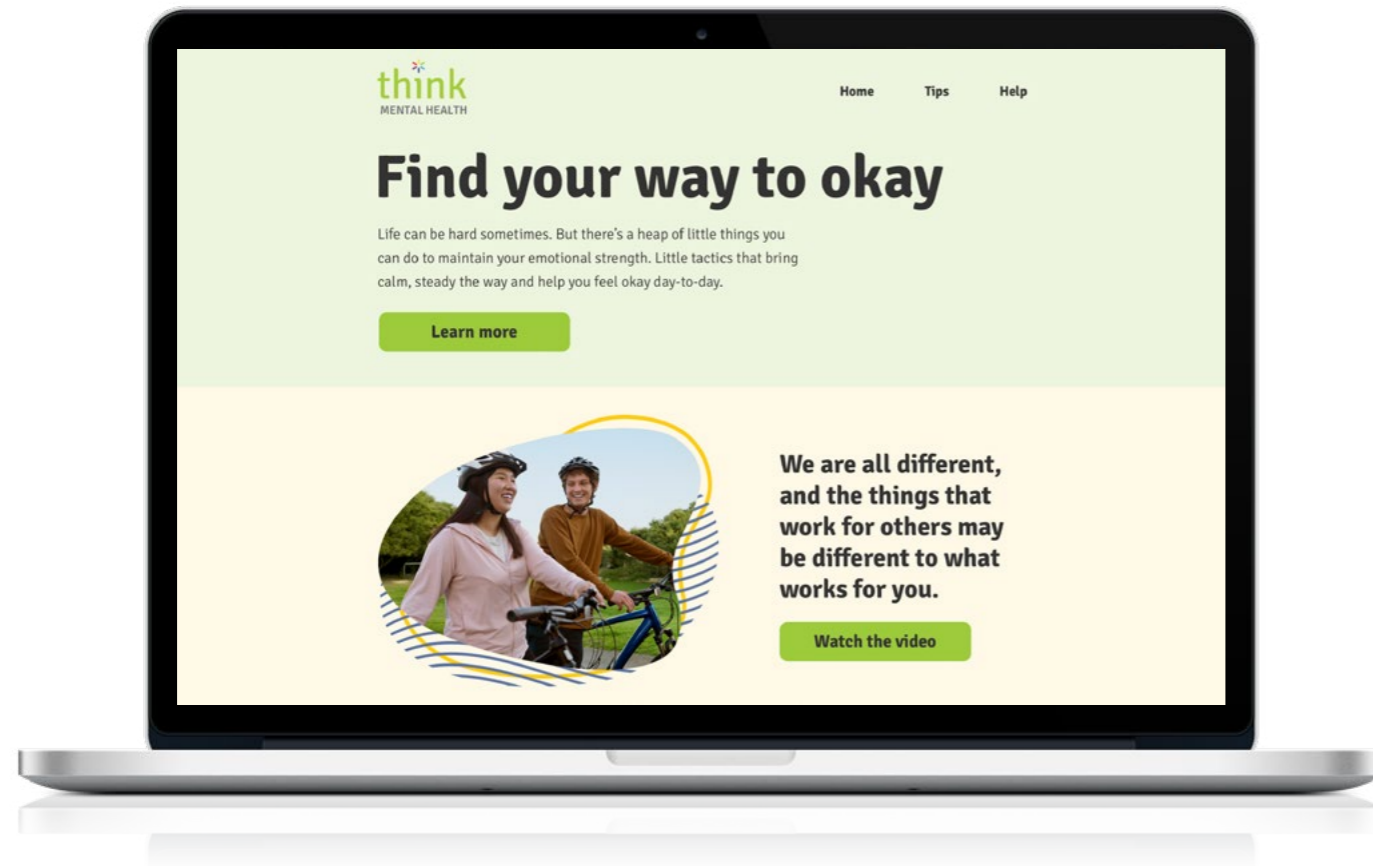 think
MENTAL HEALTH
Home Tips Help
Find your way to okay
Life can be hard sometimes. But there’s a heap of little things you
can do to maintain your emotional strength. Little tactics that bring
calm, steady the way and help you feel okay day-to-day.
Learn more
We are all different,
and the things that
work for others may
be different to what
works for you.
Watch the video